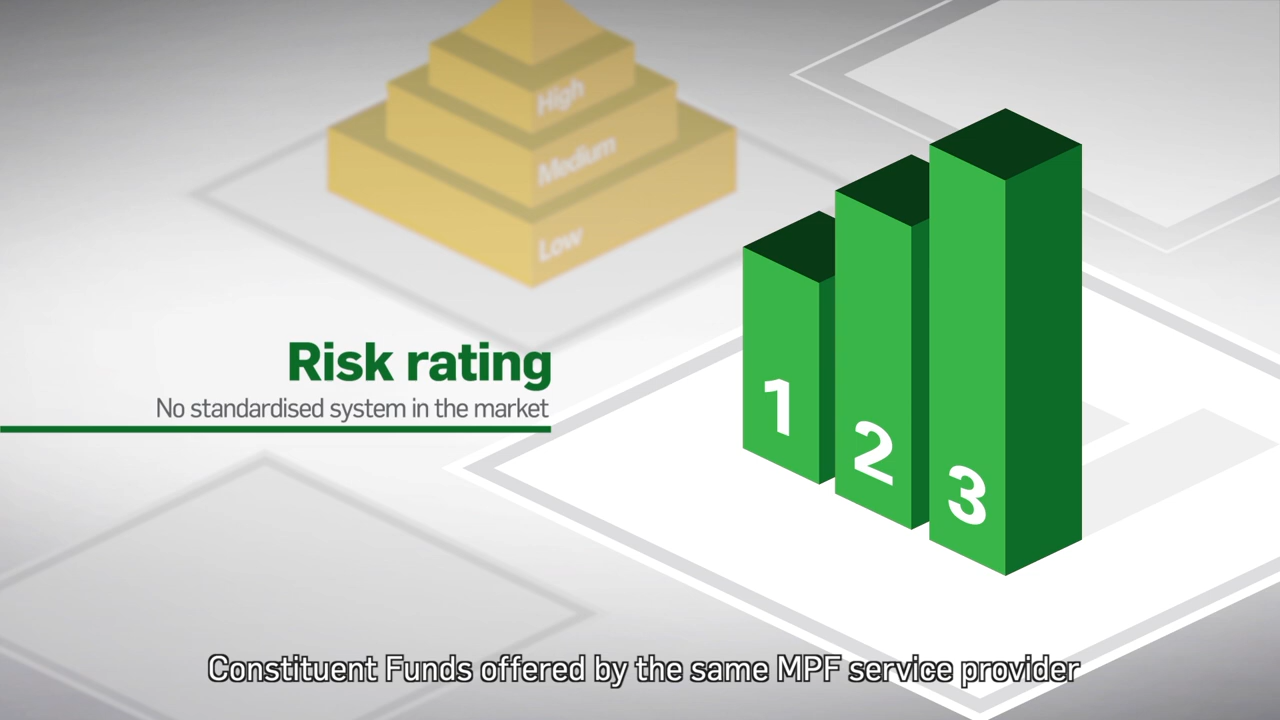 High
Medium
Low
Risk rating
No standardised system in the market
1
2
3
Constituent Funds offered by the same MPF service provider